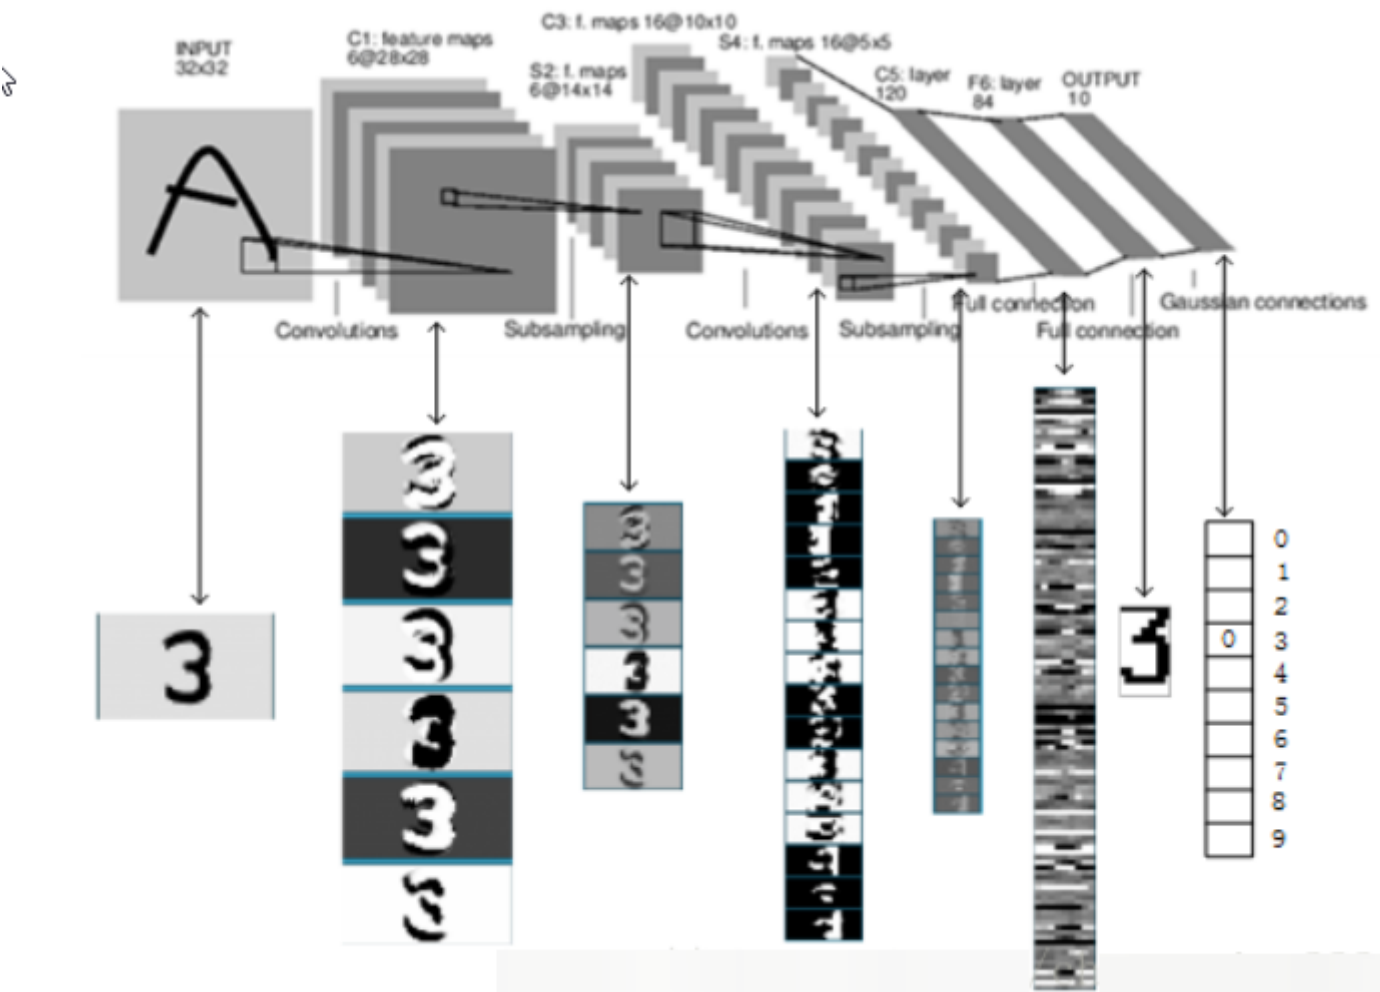 INPUT
32x32
C1: feature maps
6@28x28
S2: f. maps
6@14x14
C3: f. maps 16@10x10
S4: f. maps 16@5x5
C5: layer
120
F6: layer
84
OUTPUT
10
A
Convolutions
Subsampling
Convolutions
Subsampling
Full connection
Full connection
Gaussian connections
3
3
0
0
1
2
3
4
5
6
7
8
9